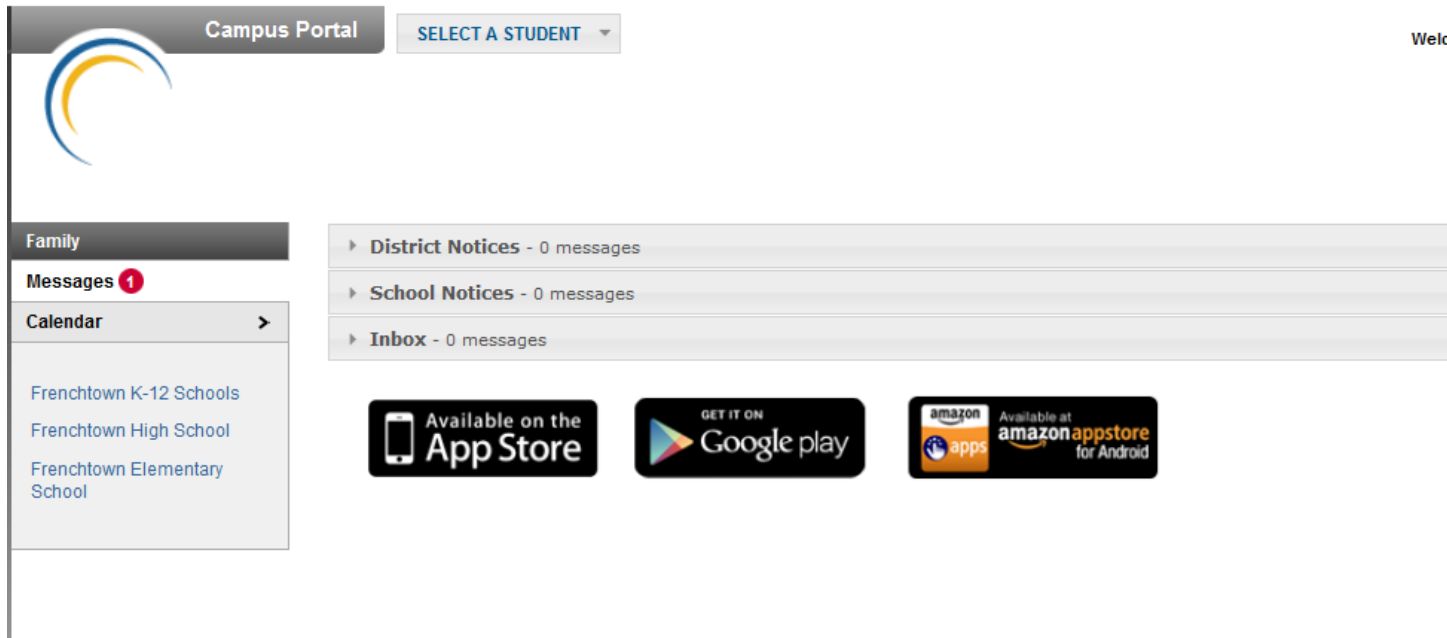 Campus Portal
SELECT A STUDENT
Welc
Family
Messages 1
Calendar >
Frenchtown K-12 Schools
Frenchtown High School
Frenchtown Elementary
School
District Notices - 0 messages
School Notices - 0 messages
Inbox - 0 messages
Available on the
App Store
GET IT ON
Google play
amazon
apps
Available at
amazonappstore
for Android